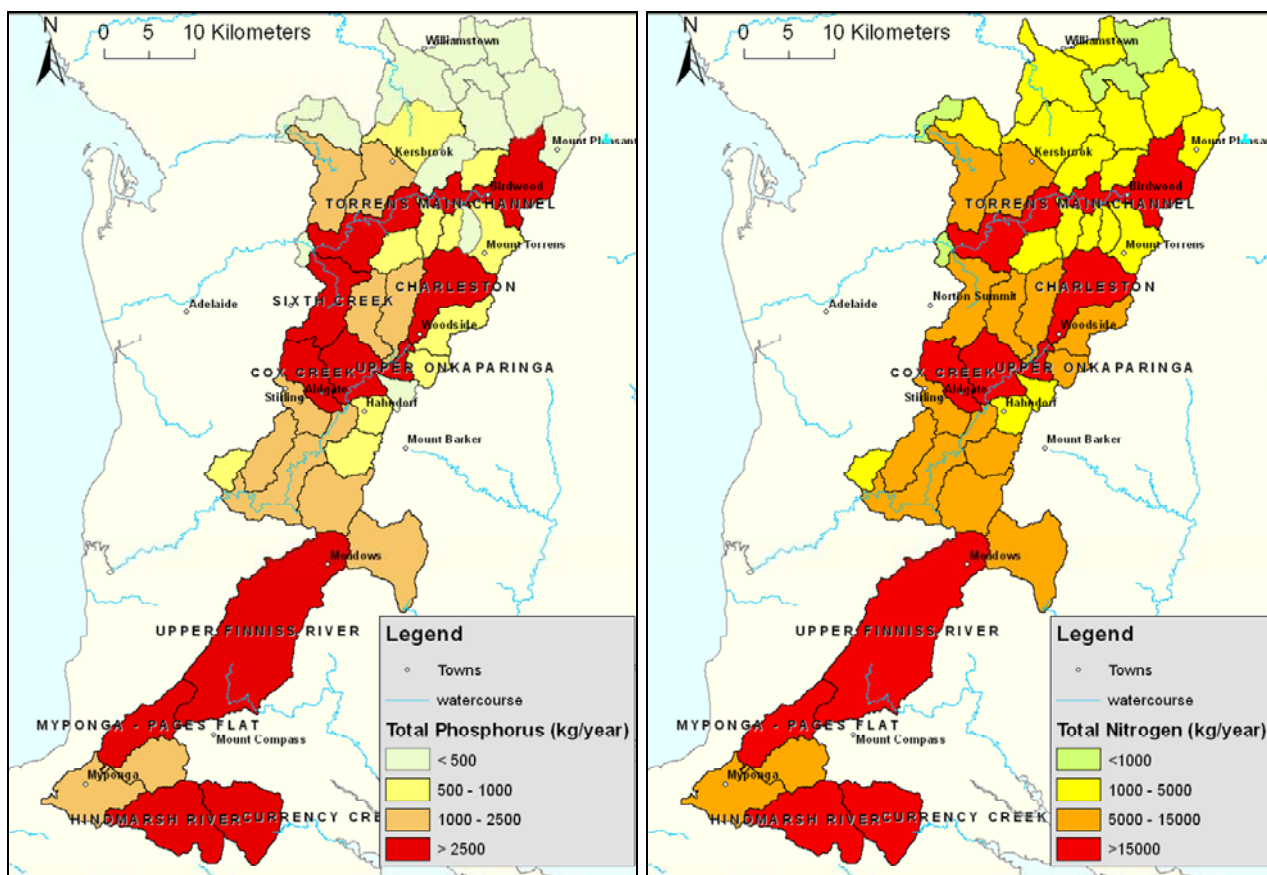 N
0 5 10 Kilometers
Williamstown
Mount Pleasant
Kersbrook
Birdwood
TORRENS MAIN CHANNEL
Mount Torrens
CHARLESTON
SIXTH CREEK
Adelaide
Woodside
UPPER ONKAPARINGA
COX CREEK
Aldgate
Stirling
Hahndorf
Mount Barker
Meadows
UPPER FINNISS RIVER
MYPONGA - PAGES FLAT
Mount Compass
Myponga
HINDMARSH RIVER
CURRENCY CREE
Legend
Towns
watercourse
Total Phosphorus (kg/year)
< 500
500 - 1000
1000 - 2500
> 2500
N
0 5 10 Kilometers
Williamstown
Mount Pleasant
Kersbrook
Birdwood
TORRENS MAIN CHANNEL
Mount Torrens
CHARLESTON
Norton Summit
Adelaide
Woodside
UPPER ONKAPARINGA
COX CREEK
Aldgate
Stirling
Hahndorf
Mount Barker
Meadows
UPPER FINNISS RIVER
MYPONGA - PAGES FLAT
Mount Compass
Myponga
HINDMARSH RIVER
CURRENCY CREE
Legend
Towns
watercourse
Total Nitrogen (kg/year)
<1000
1000 - 5000
5000 - 15000
>15000